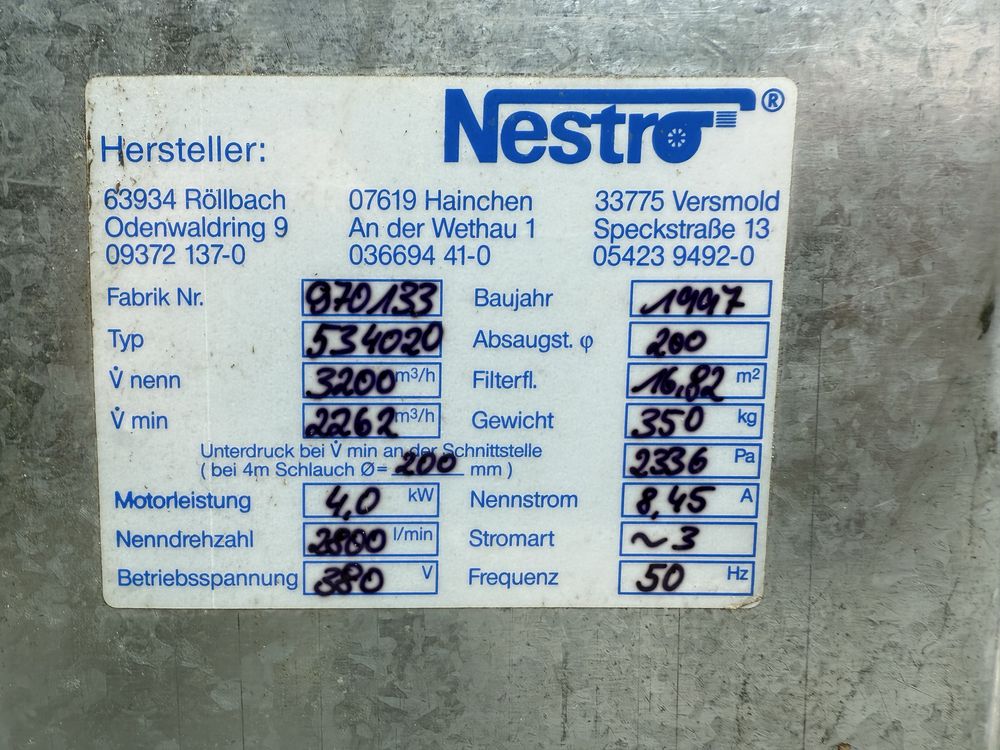 Nestro®
Hersteller:
63934 Röllbach 07619 Hainchen 33775 Versmold
Odenwaldring 9 An der Wethau 1 Speckstraße 13
09372 137-0 036694 41-0 05423 9492-0
Fabrik Nr. 970133 Baujahr 1997
Typ 534020 Absaugst. φ 200
V̇ nenn 3200 m³/h Filterfl. 16,82 m²
V̇ min 2262 m³/h Gewicht 350 kg
Unterdruck bei V̇ min an der Schnittstelle
( bei 4m Schlauch Ø= 200 mm ) 2336 Pa
Motorleistung 4,0 kW Nennstrom 8,45 A
Nenndrehzahl 2800 l/min Stromart ~3
Betriebsspannung 380 V Frequenz 50 Hz